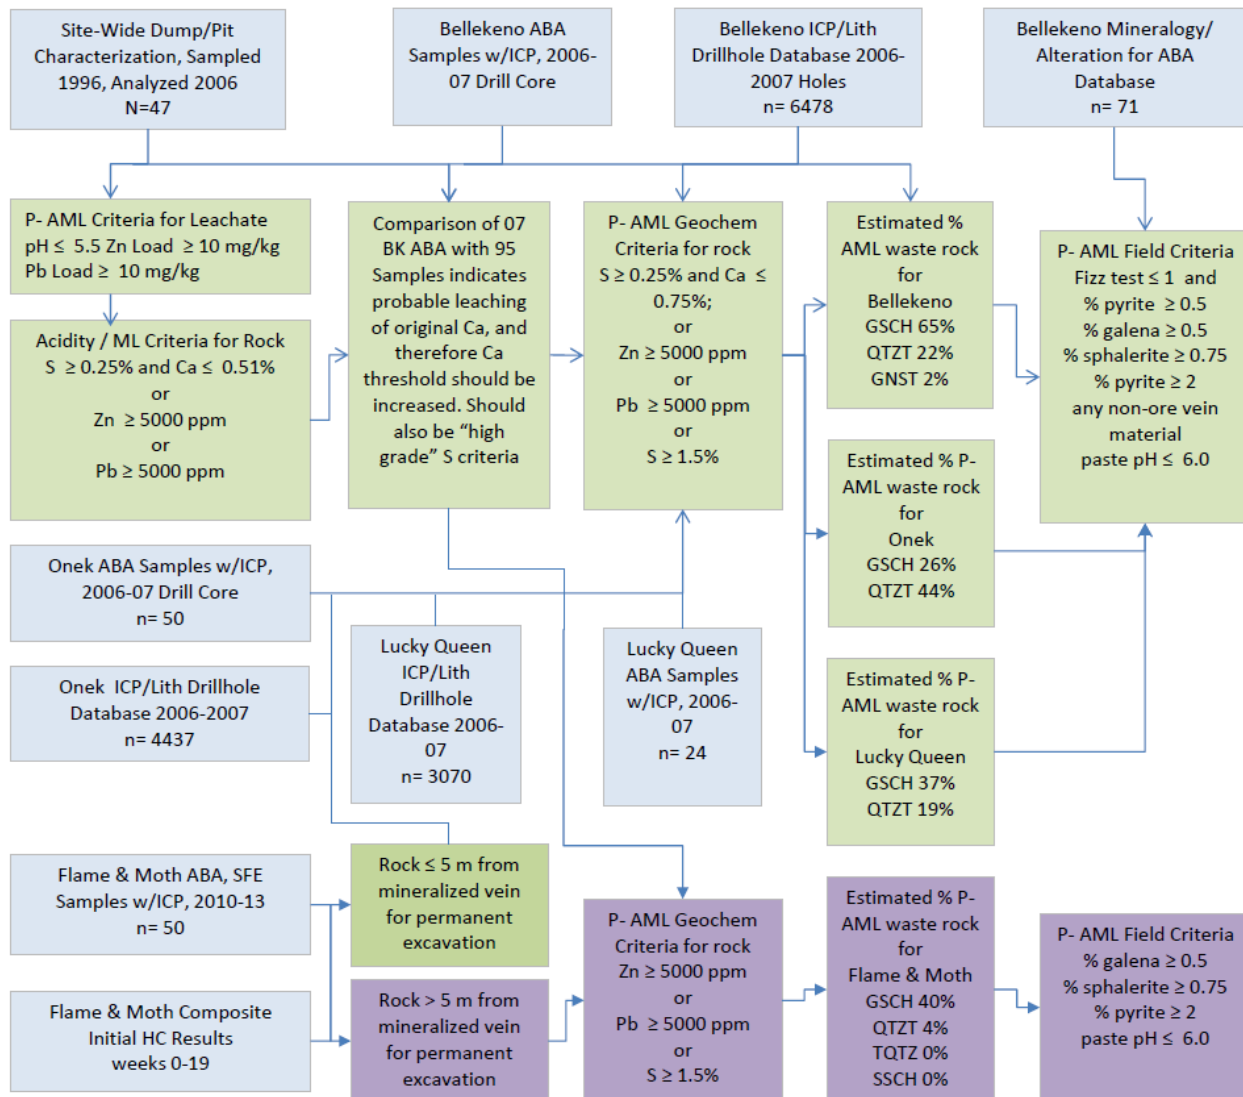 Site-Wide Dump/Pit
Characterization, Sampled
1996, Analyzed 2006
N=47
Bellekeno ABA
Samples w/ICP, 2006-
07 Drill Core
Bellekeno ICP/Lith
Drillhole Database 2006-
2007 Holes
n= 6478
Bellekeno Mineralogy/
Alteration for ABA
Database
n= 71
P- AML Criteria for Leachate
pH ≤ 5.5 Zn Load ≥ 10 mg/kg
Pb Load ≥ 10 mg/kg
Acidity / ML Criteria for Rock
S ≥ 0.25% and Ca ≤ 0.51%
or
Zn ≥ 5000 ppm
or
Pb ≥ 5000 ppm
Comparison of 07
BK ABA with 95
Samples indicates
probable leaching
of original Ca, and
therefore Ca
threshold should be
increased. Should
also be “high
grade” S criteria
P- AML Geochem
Criteria for rock
S ≥ 0.25% and Ca ≤
0.75%;
or
Zn ≥ 5000 ppm
or
Pb ≥ 5000 ppm
or
S ≥ 1.5%
Estimated %
AML waste rock
for
Bellekeno
GSCH 65%
QTZT 22%
GNST 2%
P- AML Field Criteria
Fizz test ≤ 1 and
% pyrite ≥ 0.5
% galena ≥ 0.5
% sphalerite ≥ 0.75
% pyrite ≥ 2
any non-ore vein
material
paste pH ≤ 6.0
Estimated % P-
AML waste rock
for
Onek
GSCH 26%
QTZT 44%
Onek ABA Samples w/ICP,
2006-07 Drill Core
n= 50
Onek ICP/Lith Drillhole
Database 2006-2007
n= 4437
Lucky Queen
ICP/Lith
Drillhole
Database 2006-
07
n= 3070
Lucky Queen
ABA Samples
w/ICP, 2006-
07
n= 24
Estimated % P-
AML waste rock
for
Lucky Queen
GSCH 37%
QTZT 19%
Flame & Moth ABA, SFE
Samples w/ICP, 2010-13
n= 50
Rock ≤ 5 m from
mineralized vein
for permanent
excavation
Flame & Moth Composite
Initial HC Results
weeks 0-19
Rock > 5 m from
mineralized vein
for permanent
excavation
P- AML Geochem
Criteria for rock
Zn ≥ 5000 ppm
or
Pb ≥ 5000 ppm
or
S ≥ 1.5%
Estimated % P-
AML waste rock
for
Flame & Moth
GSCH 40%
QTZT 4%
TQTZ 0%
SSCH 0%
P- AML Field Criteria
% galena ≥ 0.5
% sphalerite ≥ 0.75
% pyrite ≥ 2
paste pH ≤ 6.0